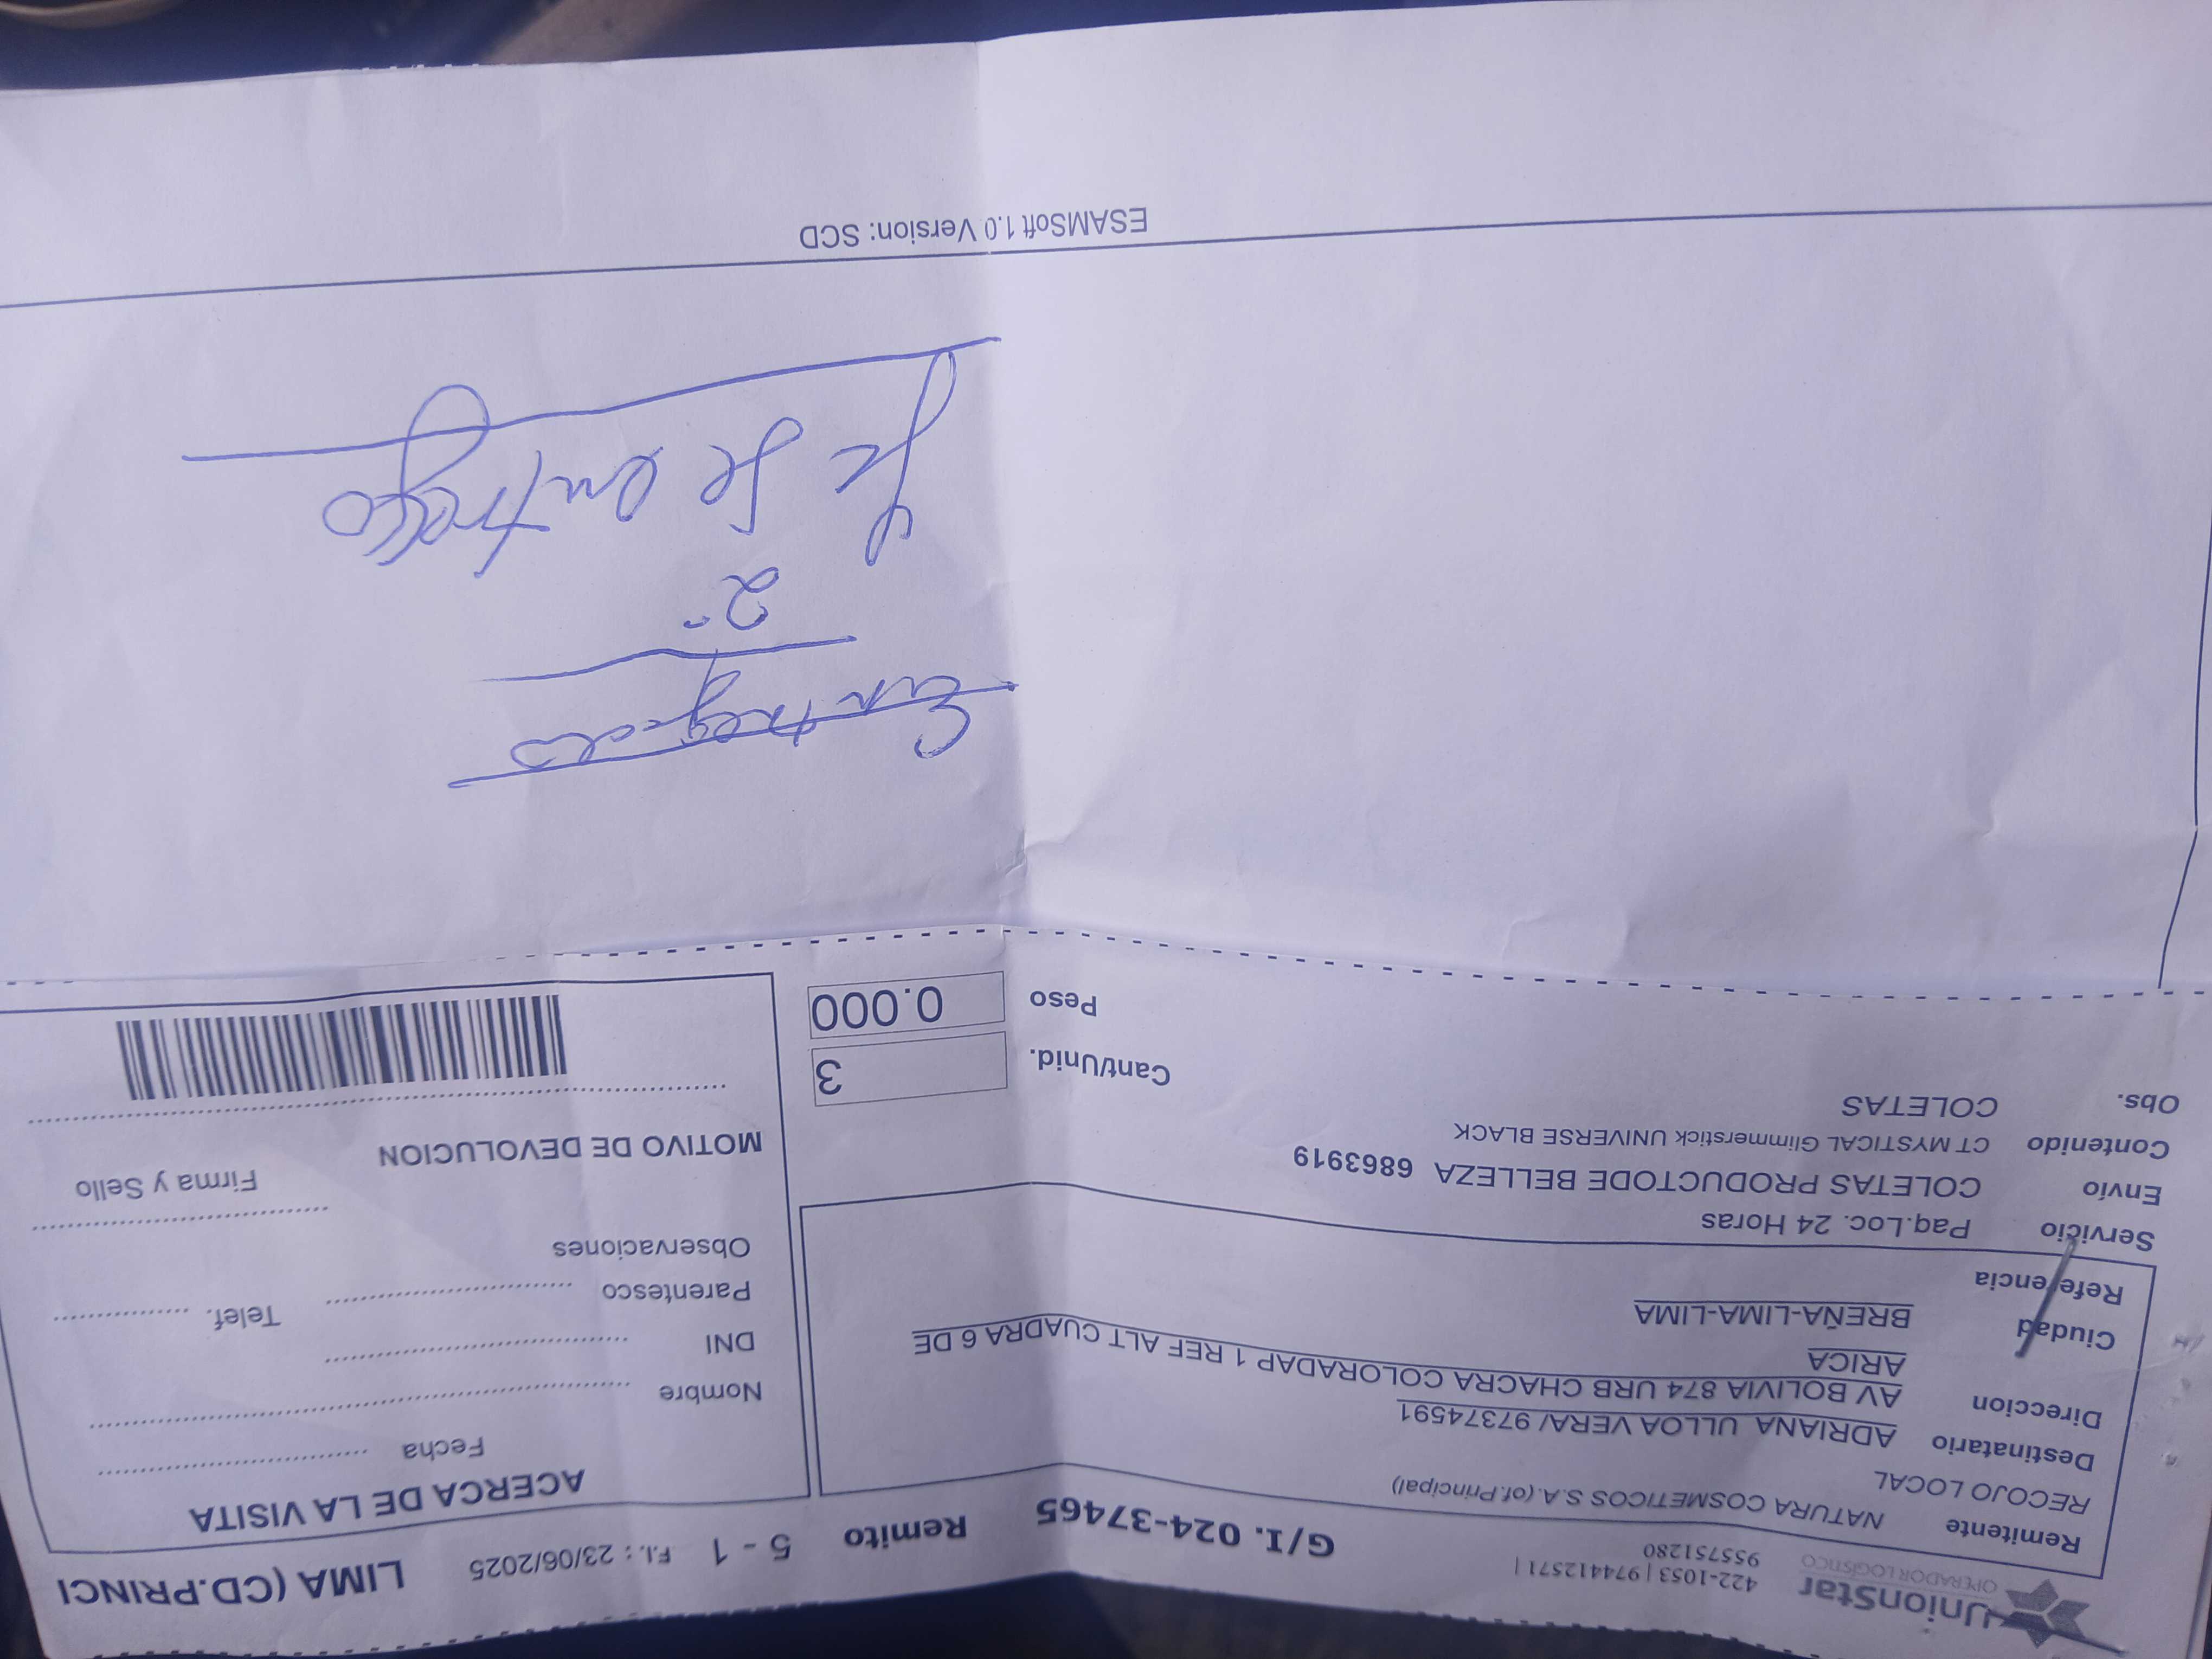 UnionStar
OPERADOR LOGISTICO
422-1053 | 974412571 |
955751280
G/I. 024-37465
Remito 5 - 1 F.I.: 23/06/2025 LIMA (CD.PRINCI
Remitente NATURA COSMETICOS S.A. (of.Principal)
RECOJO LOCAL
Destinatario ADRIANA ULLOA VERA/ 97374591
Direccion AV BOLIVIA 874 URB CHACRA COLORADAP 1 REF ALT CUADRA 6 DE
ARICA
Ciudad BREÑA-LIMA-LIMA
Referencia
Servicio Paq.Loc. 24 Horas
Envio COLETAS PRODUCTODE BELLEZA 6863919
Contenido CT MYSTICAL Glimmerstick UNIVERSE BLACK
Obs. COLETAS
Cant/Unid. 3
Peso 0.000
ACERCA DE LA VISITA
Fecha
Nombre
DNI
Parentesco Telef.
Observaciones
Firma y Sello
MOTIVO DE DEVOLUCION
Entregado
2
se entrego
ESAMSoft 1.0 Version: SCD